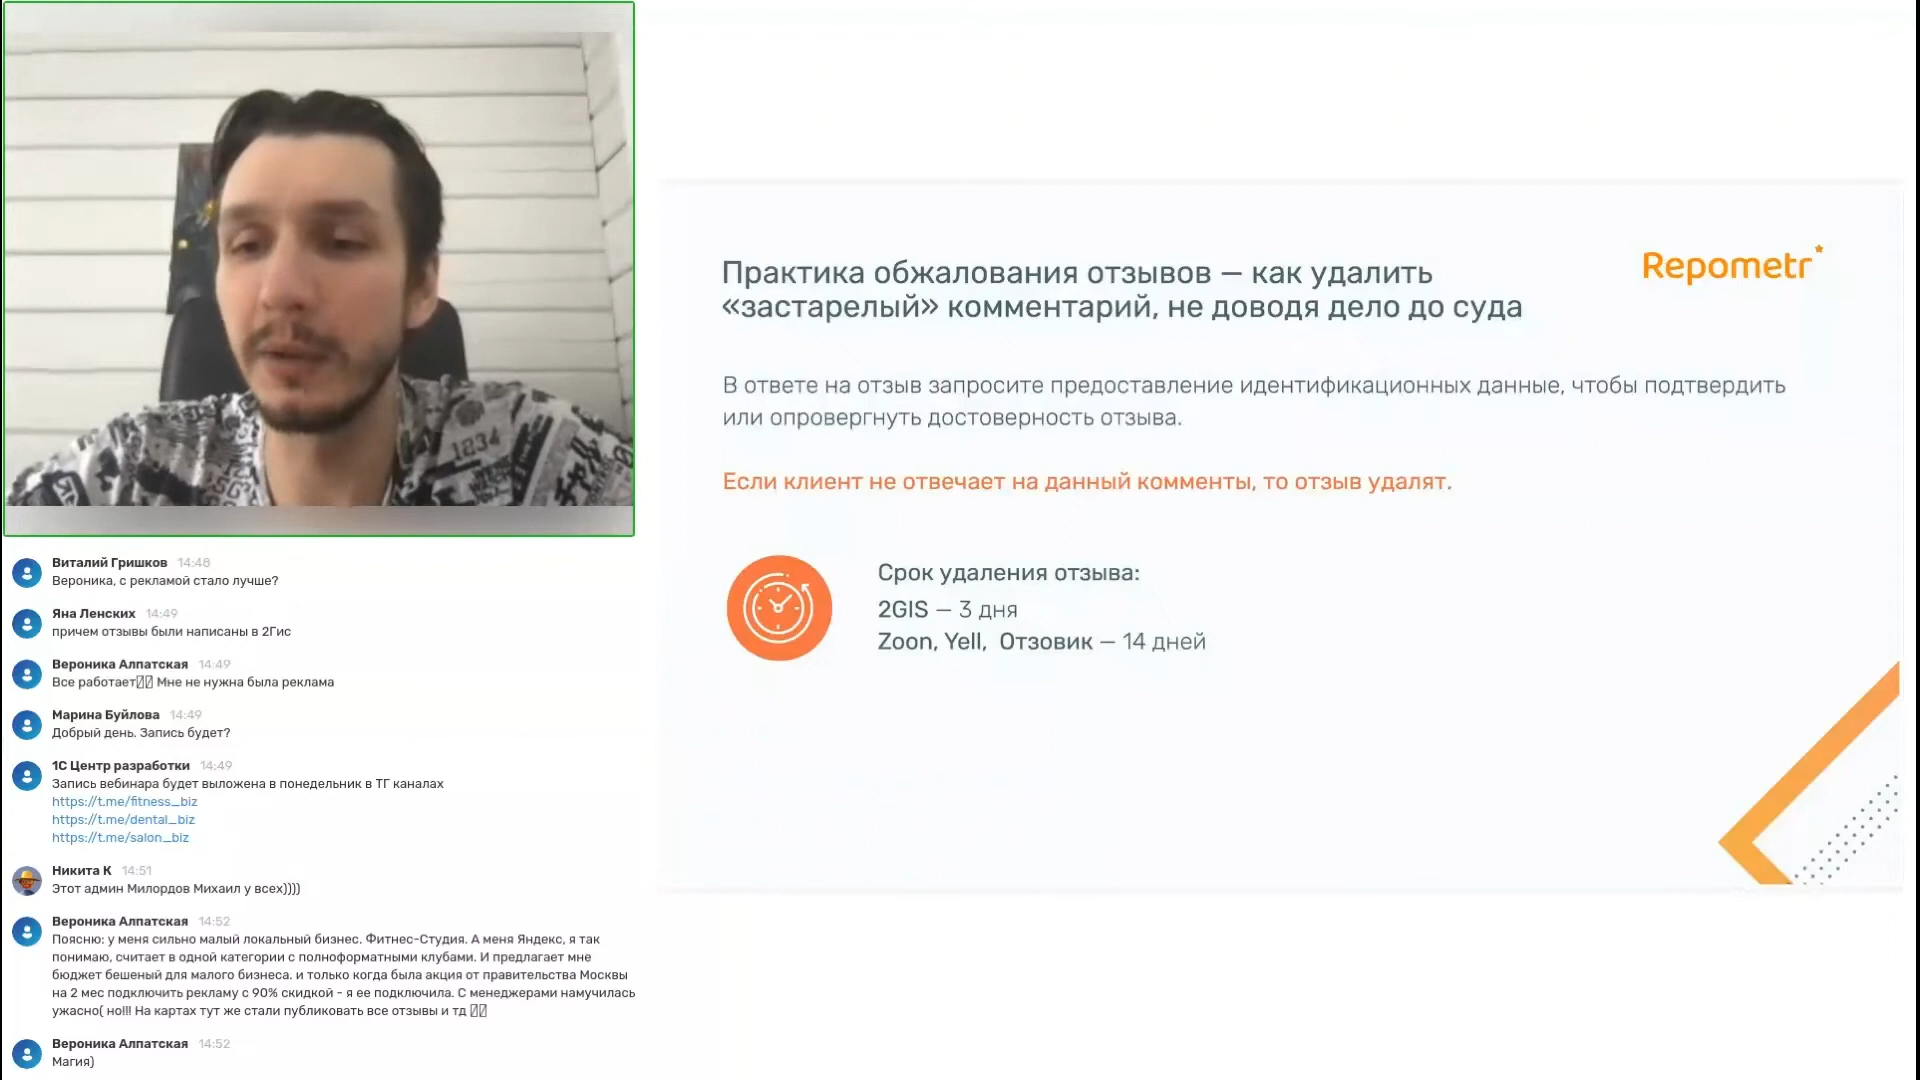 Практика обжалования отзывов — как удалить
«застарелый» комментарий, не доводя дело до суда
Repometr
В ответе на отзыв запросите предоставление идентификационных данные, чтобы подтвердить
или опровергнуть достоверность отзыва.
Если клиент не отвечает на данный комменты, то отзыв удалят.
Срок удаления отзыва:
2GIS — 3 дня
Zoon, Yell, Отзовик — 14 дней
1234
Виталий Гришков 14:48
Вероника, с рекламой стало лучше?
Яна Ленских 14:49
причем отзывы были написаны в 2Гис
Вероника Алпатская 14:49
Все работает Мне не нужна была реклама
Марина Буйлова 14:49
Добрый день. Запись будет?
1С Центр разработки 14:49
Запись вебинара будет выложена в понедельник в ТГ каналах
https://t.me/fitness_biz
https://t.me/dental_biz
https://t.me/salon_biz
Никита К 14:51
Этот админ Милордов Михаил у всех))))
Вероника Алпатская 14:52
Поясню: у меня сильно малый локальный бизнес. Фитнес-Студия. А меня Яндекс, я так
понимаю, считает в одной категории с полноформатными клубами. И предлагает мне
бюджет бешеный для малого бизнеса. и только когда была акция от правительства Москвы
на 2 мес подключить рекламу с 90% скидкой - я ее подключила. С менеджерами намучилась
ужасно( но!!! На картах тут же стали публиковать все отзывы и тд
Вероника Алпатская 14:52
Магия)